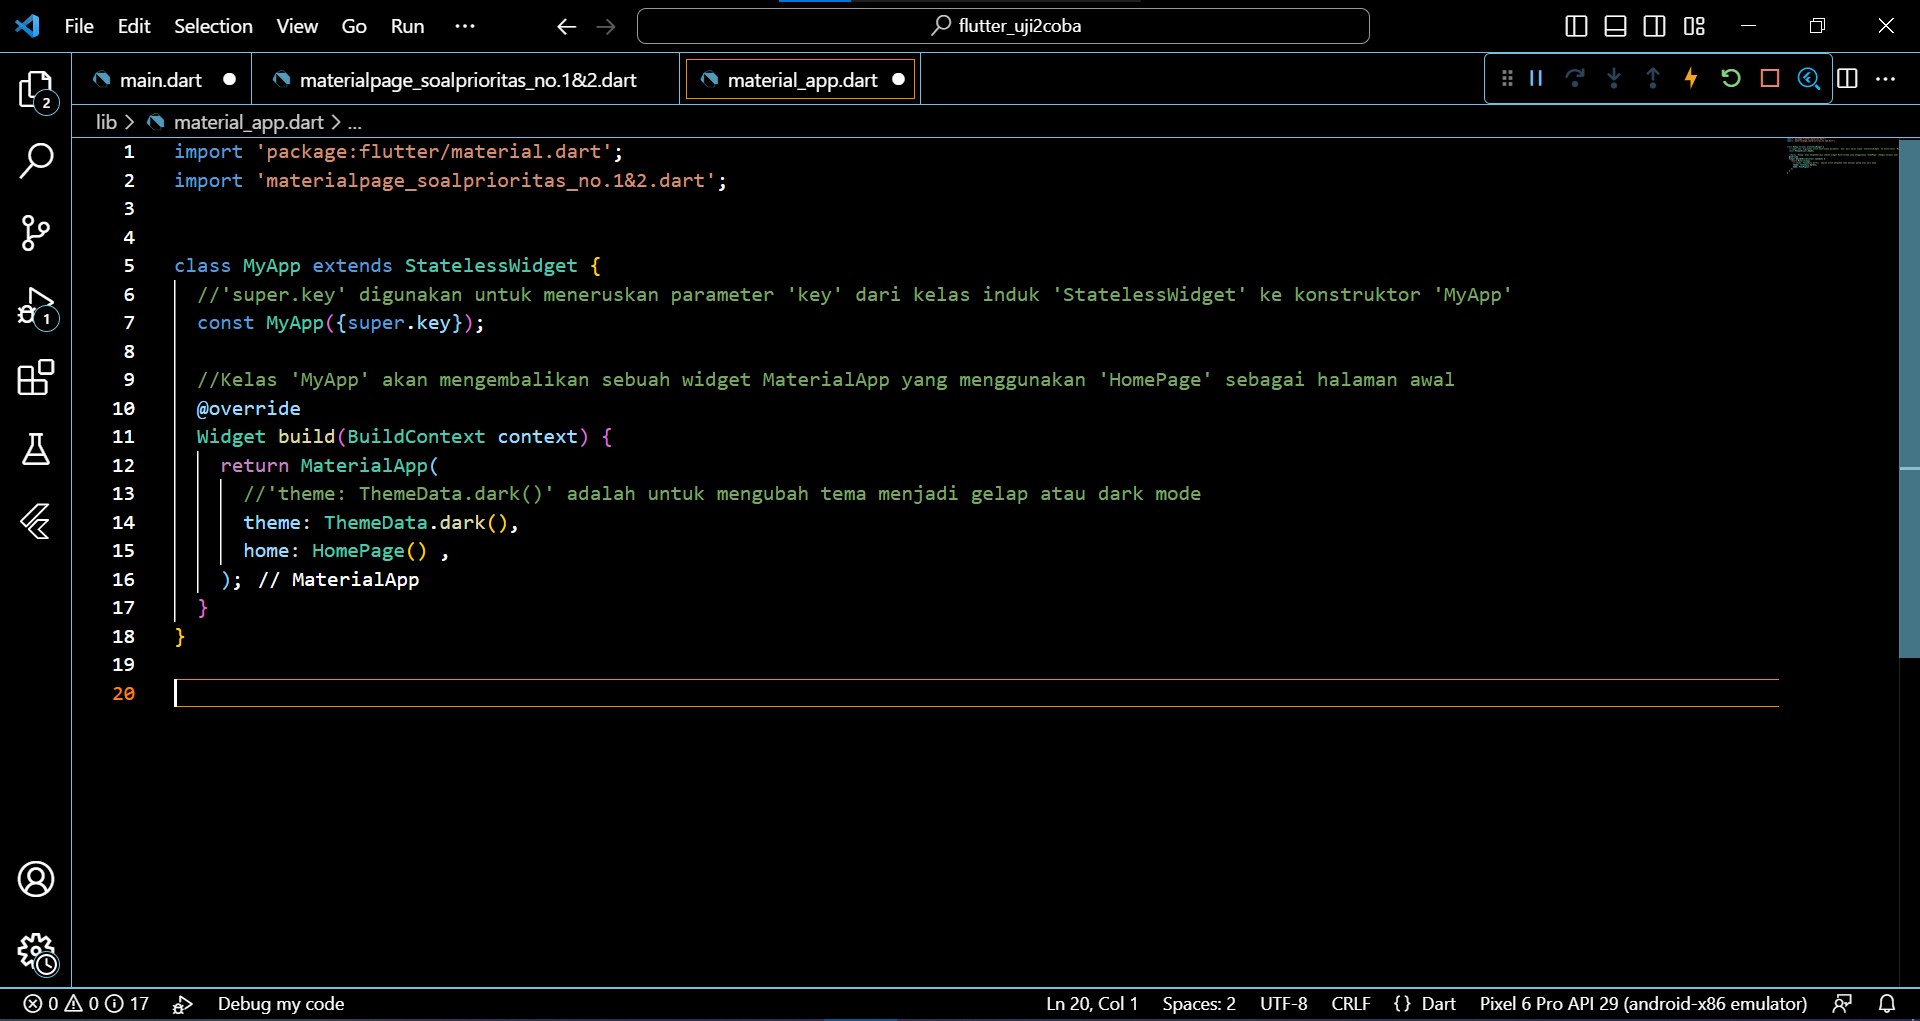 File Edit Selection View Go Run ···
flutter_uji2coba
main.dart
materialpage_soalprioritas_no.1&2.dart
material_app.dart
lib > material_app.dart > ...
2
1
1 import 'package:flutter/material.dart';
2 import 'materialpage_soalprioritas_no.1&2.dart';
3
4
5 class MyApp extends StatelessWidget {
6 //'super.key' digunakan untuk meneruskan parameter 'key' dari kelas induk 'StatelessWidget' ke konstruktor 'MyApp'
7 const MyApp({super.key});
8
9 //Kelas 'MyApp' akan mengembalikan sebuah widget MaterialApp yang menggunakan 'HomePage' sebagai halaman awal
10 @override
11 Widget build(BuildContext context) {
12 return MaterialApp(
13 //'theme: ThemeData.dark()' adalah untuk mengubah tema menjadi gelap atau dark mode
14 theme: ThemeData.dark(),
15 home: HomePage() ,
16 ); // MaterialApp
17 }
18 }
19
20
0 0 17 Debug my code Ln 20, Col 1 Spaces: 2 UTF-8 CRLF {} Dart Pixel 6 Pro API 29 (android-x86 emulator)